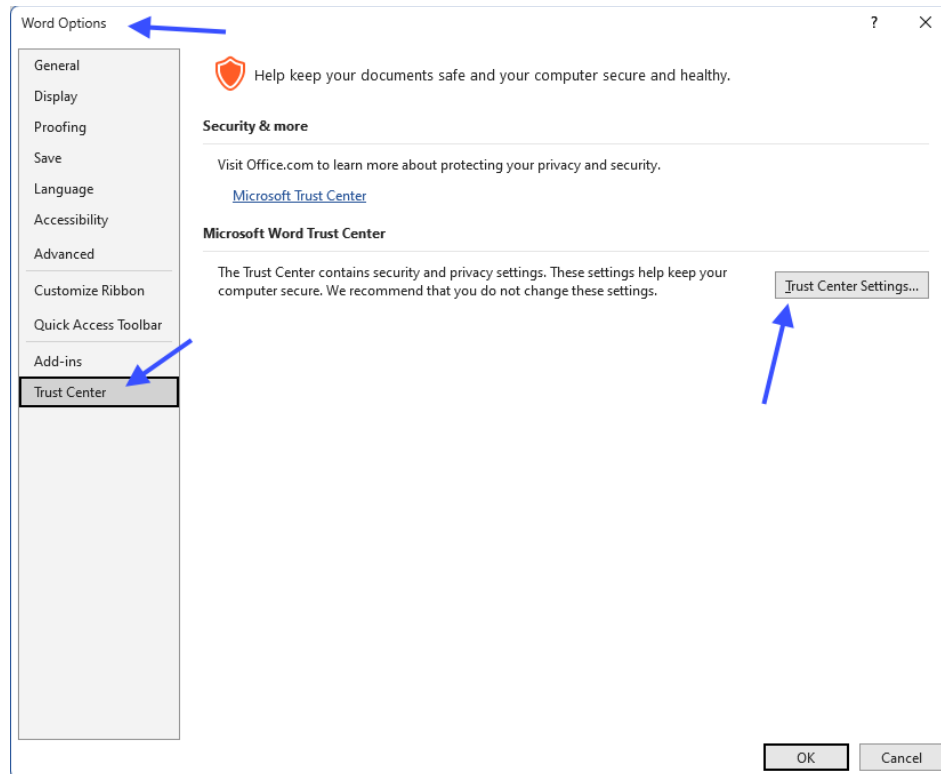 Word Options
?
General
Display
Proofing
Save
Language
Accessibility
Advanced
Customize Ribbon
Quick Access Toolbar
Add-ins
Trust Center
Help keep your documents safe and your computer secure and healthy.
Security & more
Visit Office.com to learn more about protecting your privacy and security.
Microsoft Trust Center
Microsoft Word Trust Center
The Trust Center contains security and privacy settings. These settings help keep your
computer secure. We recommend that you do not change these settings.
Trust Center Settings...
OK
Cancel